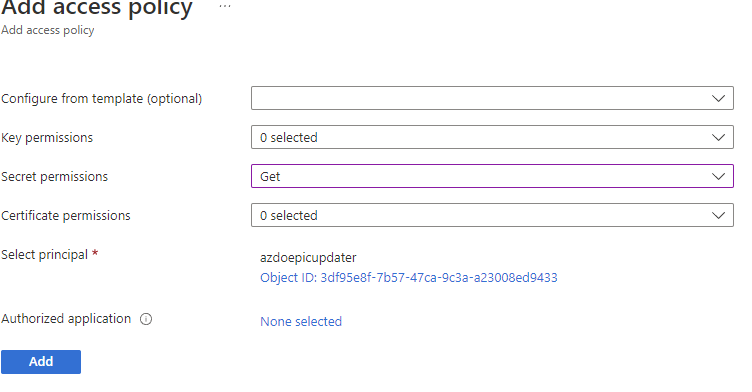 Add access policy ...
Add access policy
Configure from template (optional)
Key permissions 0 selected
Secret permissions Get
Certificate permissions 0 selected
Select principal * azdoepicupdater
Object ID: 3df95e8f-7b57-47ca-9c3a-a23008ed9433
Authorized application None selected
Add